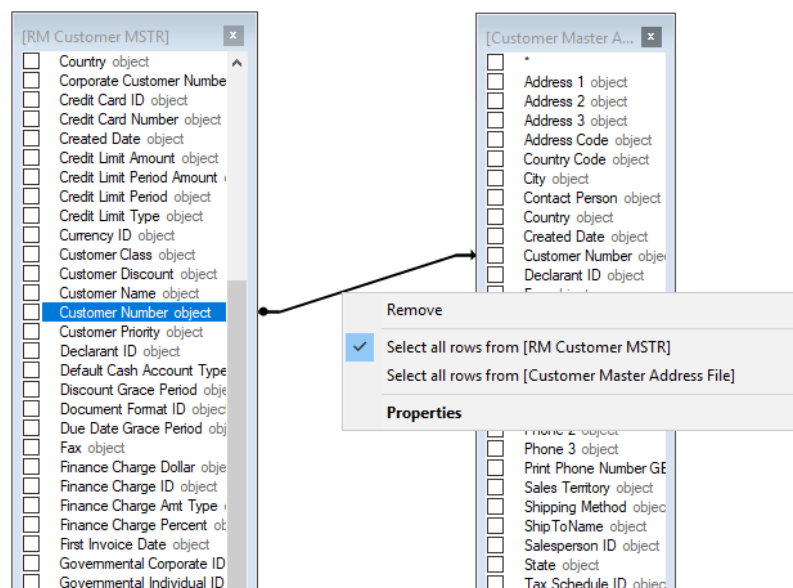 [RM Customer MSTR]
x
Country object
Corporate Customer Numbe
Credit Card ID object
Credit Card Number object
Created Date object
Credit Limit Amount object
Credit Limit Period Amount
Credit Limit Period object
Credit Limit Type object
Currency ID object
Customer Class object
Customer Discount object
Customer Name object
Customer Number object
Customer Priority object
Declarant ID object
Default Cash Account Type
Discount Grace Period obje
Document Format ID objec
Due Date Grace Period obj
Fax object
Finance Charge Dollar obje
Finance Charge ID object
Finance Charge Amt Type
Finance Charge Percent ob
First Invoice Date object
Governmental Corporate ID
Governmental Individual ID
[Customer Master A...
x
*
Address 1 object
Address 2 object
Address 3 object
Address Code object
Country Code object
City object
Contact Person object
Country object
Created Date object
Customer Number obje
Declarant ID object
Remove
Select all rows from [RM Customer MSTR]
Select all rows from [Customer Master Address File]
Properties
Phone 2 object
Phone 3 object
Print Phone Number GE
Sales Territory object
Shipping Method objec
ShipToName object
Salesperson ID object
State object
Tax Schedule ID objec